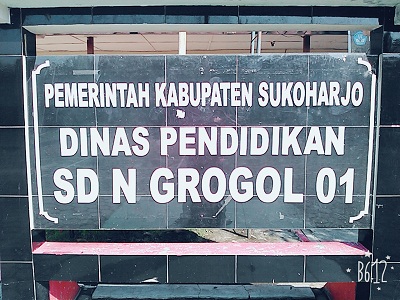 PEMERINTAH KABUPATEN SUKOHARJO
DINAS PENDIDIKAN
SD N GROGOL 01
B612